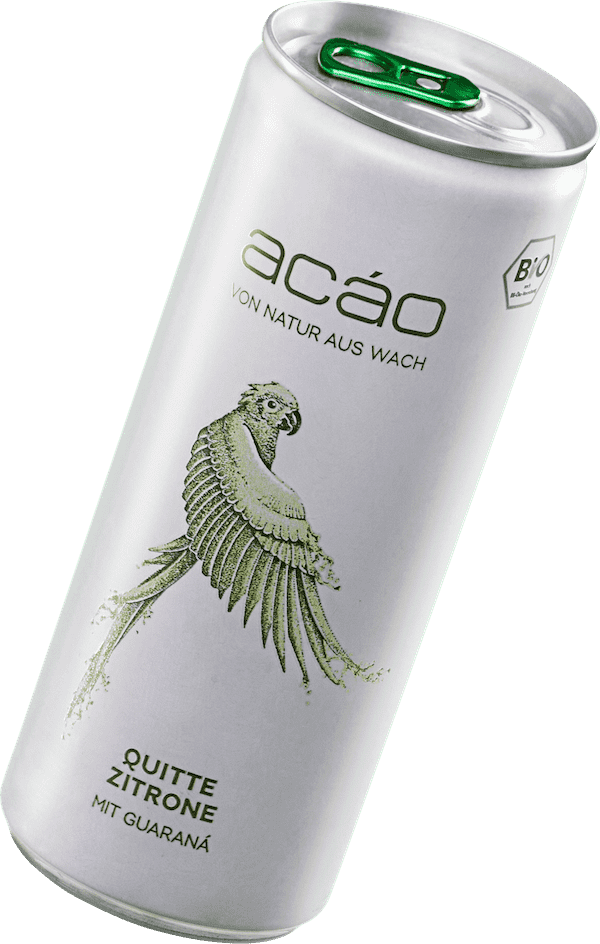 acáo
VON NATUR AUS WACH
BIO
QUITTE
ZITRONE
MIT GUARANÁ